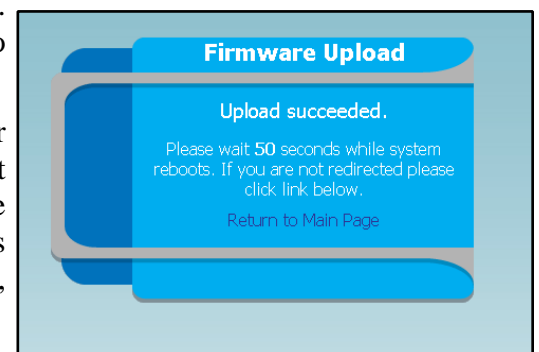 Firmware Upload
Upload succeeded.
Please wait 50 seconds while system
reboots. If you are not redirected please
click link below.
Return to Main Page